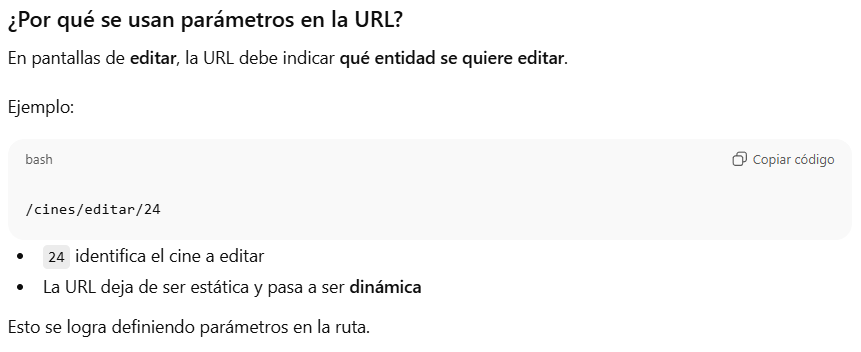 ¿Por qué se usan parámetros en la URL?
En pantallas de editar, la URL debe indicar qué entidad se quiere editar.
Ejemplo:
bash
Copiar código
/cines/editar/24
• 24 identifica el cine a editar
• La URL deja de ser estática y pasa a ser dinámica
Esto se logra definiendo parámetros en la ruta.